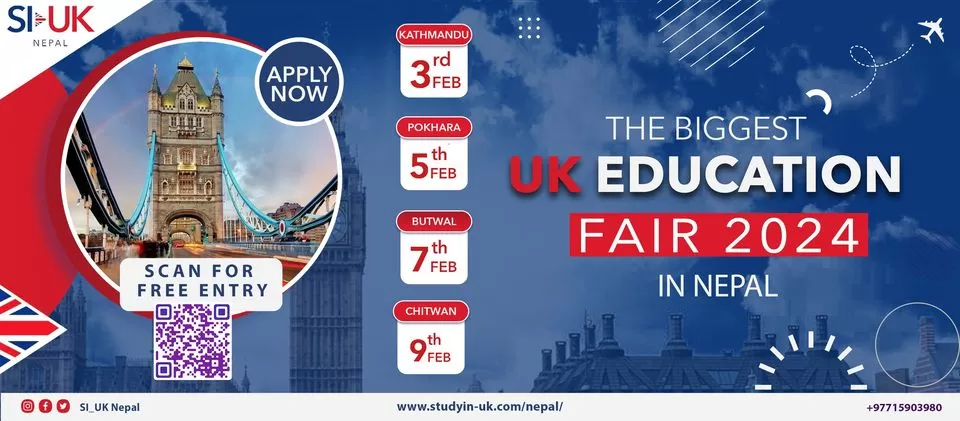 SI-UK
NEPAL
APPLY
NOW
SCAN FOR
FREE ENTRY
KATHMANDU
3rd
FEB
POKHARA
5th
FEB
BUTWAL
7th
FEB
CHITWAN
9th
FEB
THE BIGGEST
UK EDUCATION
FAIR 2024
IN NEPAL
SI_UK Nepal
www.studyin-uk.com/nepal/
+97715903980